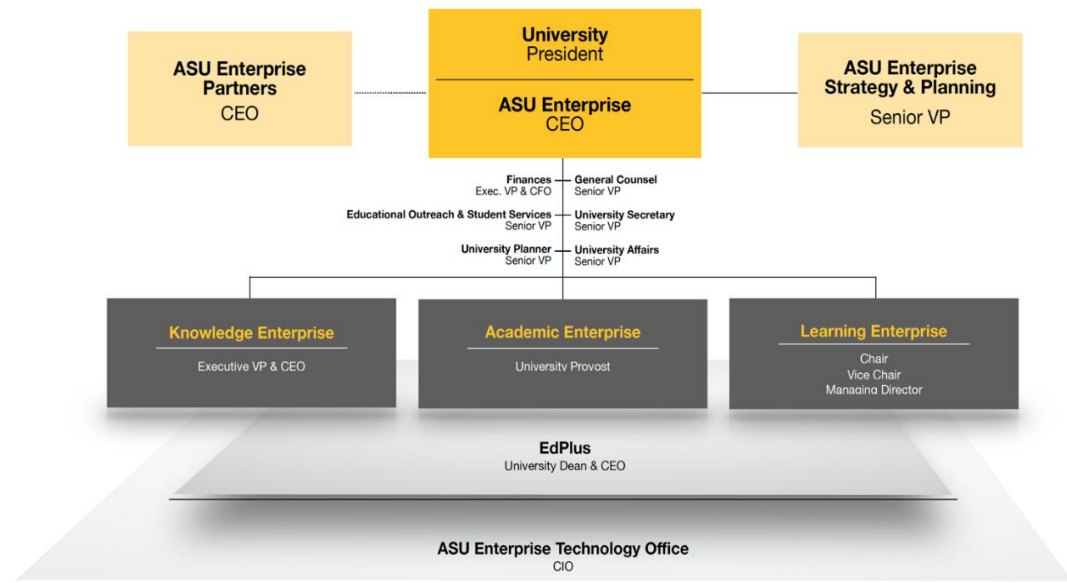 University
President
ASU Enterprise
CEO
ASU Enterprise
Partners
CEO
ASU Enterprise
Strategy & Planning
Senior VP
Finances
Exec. VP & CFO
General Counsel
Senior VP
Educational Outreach & Student Services
Senior VP
University Secretary
Senior VP
University Planner
Senior VP
University Affairs
Senior VP
Knowledge Enterprise
Executive VP & CEO
Academic Enterprise
University Provost
Learning Enterprise
Chair
Vice Chair
Managing Director
EdPlus
University Dean & CEO
ASU Enterprise Technology Office
CIO